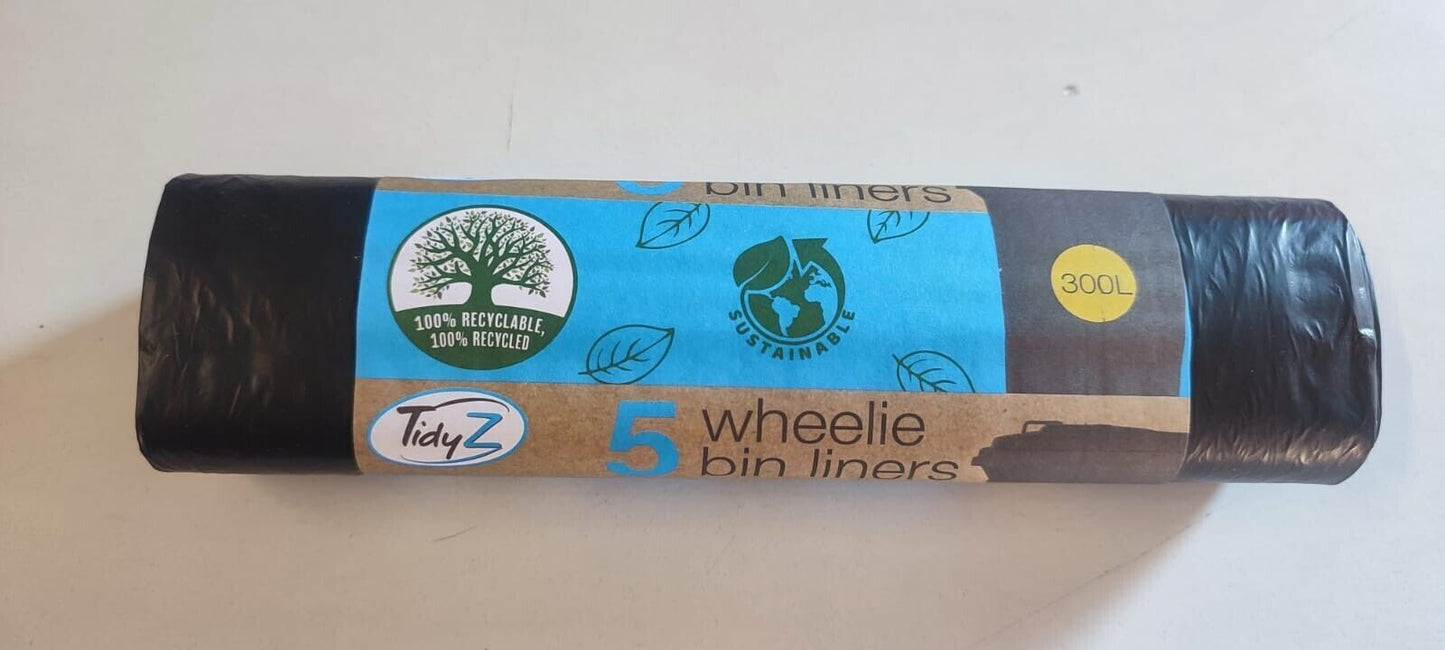 bin liners
100% RECYCLABLE,
100% RECYCLED
SUSTAINABLE
300L
TidyZ
5 wheelie
bin liners